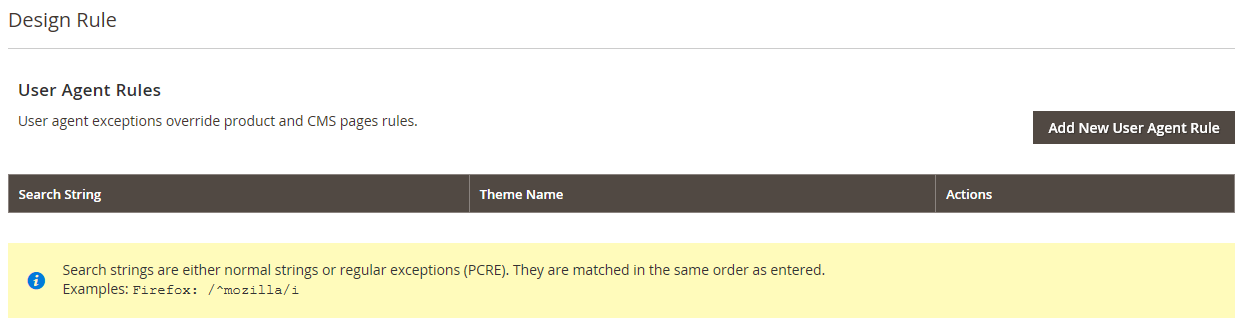 Design Rule
User Agent Rules
User agent exceptions override product and CMS pages rules.
Add New User Agent Rule
Search String Theme Name Actions
Search strings are either normal strings or regular exceptions (PCRE). They are matched in the same order as entered.
Examples: Firefox: /^mozilla/i